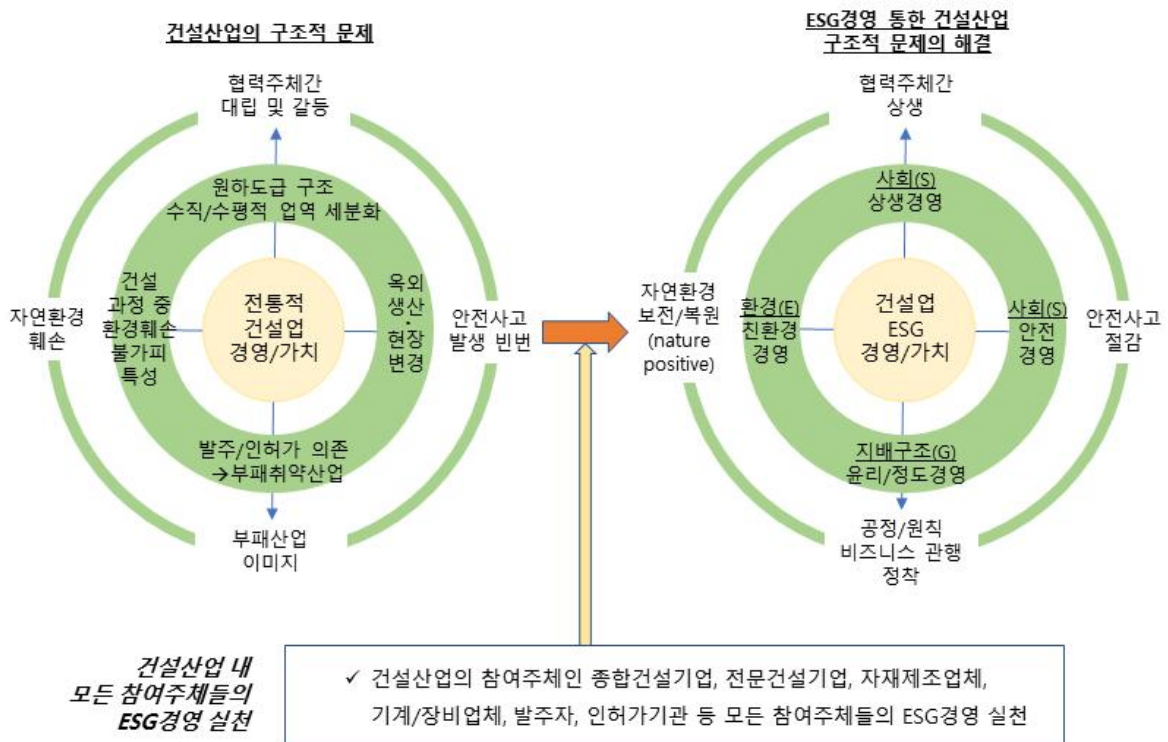 건설산업의 구조적 문제
협력주체간
대립 및 갈등
원하도급 구조
수직/수평적 업역 세분화
자연환경
훼손
건설
과정 중
환경훼손
불가피
특성
전통적
건설업
경영/가치
옥외
생산
·
현장
변경
안전사고
발생 빈번
발주/인허가 의존
→부패취약산업
부패산업
이미지
ESG경영 통한 건설산업
구조적 문제의 해결
협력주체간
상생
사회(S)
상생경영
자연환경
보전/복원
(nature
positive)
환경(E)
친환경
경영
건설업
ESG
경영/가치
사회(S)
안전
경영
안전사고
절감
지배구조(G)
윤리/정도경영
공정/원칙
비즈니스 관행
정착
건설산업 내
모든 참여주체들의
ESG경영 실천
✓ 건설산업의 참여주체인 종합건설기업, 전문건설기업, 자재제조업체,
기계/장비업체, 발주자, 인허가기관 등 모든 참여주체들의 ESG경영 실천